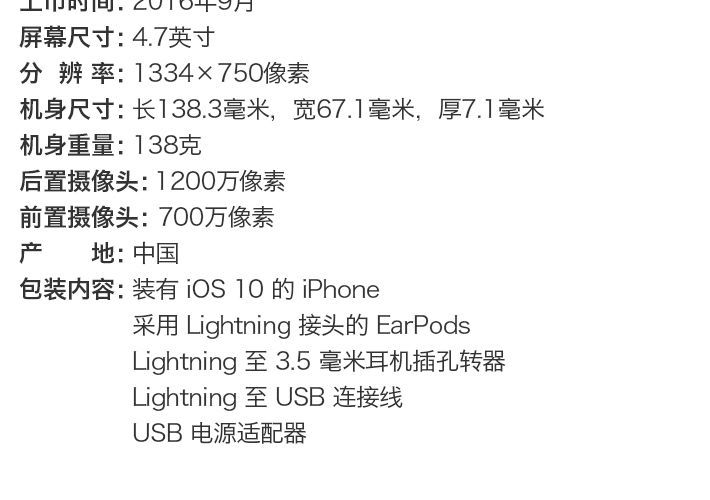 上市时间：2016年9月
屏幕尺寸：4.7英寸
分 辨 率：1334×750像素
机身尺寸：长138.3毫米，宽67.1毫米，厚7.1毫米
机身重量：138克
后置摄像头：1200万像素
前置摄像头：700万像素
产 地：中国
包装内容：装有 iOS 10 的 iPhone
采用 Lightning 接头的 EarPods
Lightning 至 3.5 毫米耳机插孔转器
Lightning 至 USB 连接线
USB 电源适配器